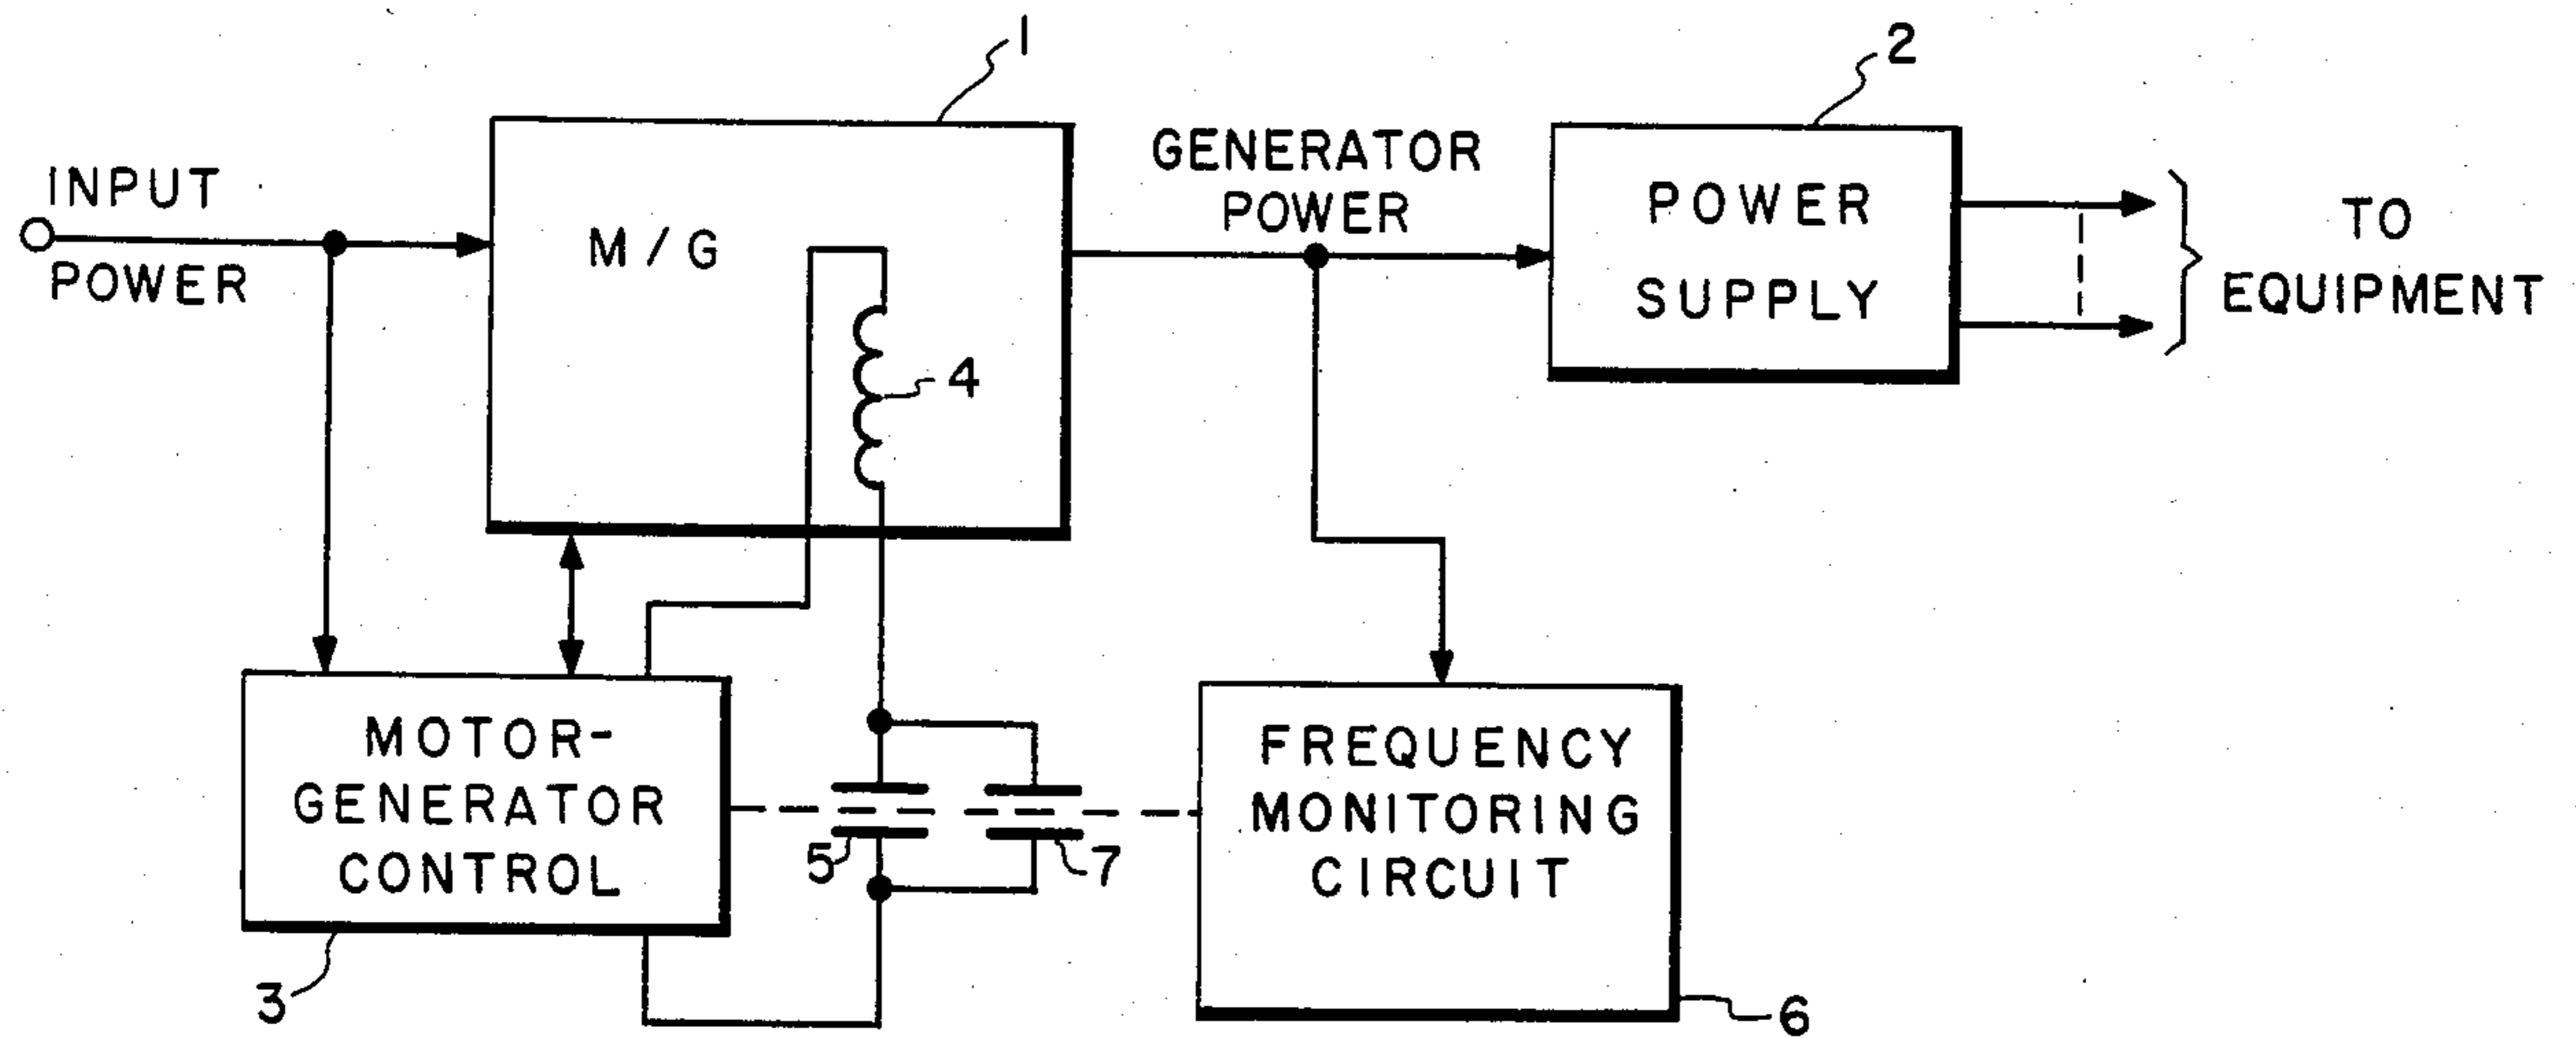 1
2
INPUT
POWER
M / G
4
GENERATOR
POWER
POWER
SUPPLY
TO
EQUIPMENT
MOTOR-
GENERATOR
CONTROL
3
5
7
FREQUENCY
MONITORING
CIRCUIT
6